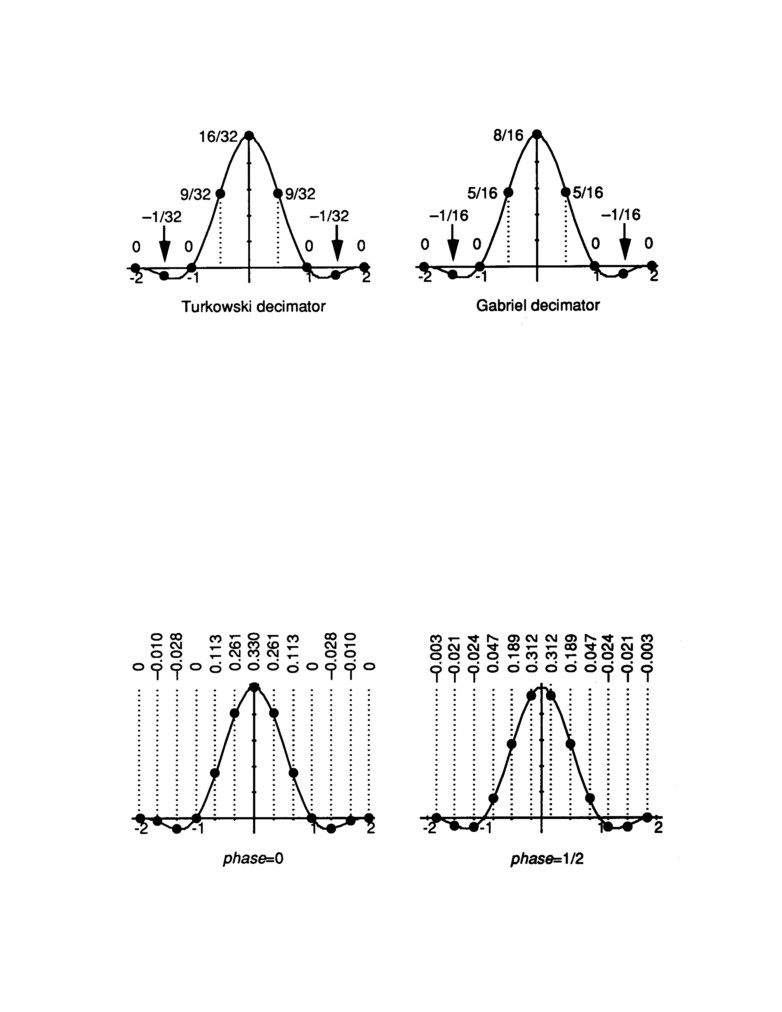 16/32
9/32 9/32
−1/32 −1/32
0 0 0 0
-2 -1 1 2
Turkowski decimator
8/16
5/16 5/16
−1/16 −1/16
0 0 0 0
-2 -1 1 2
Gabriel decimator
0 −0.010 −0.028 0 0.113 0.261 0.330 0.261 0.113 0 −0.028 −0.010 0
-2 -1 1 2
phase=0
−0.003 −0.021 −0.024 0.047 0.189 0.312 0.312 0.189 0.047 −0.024 −0.021 −0.003
-2 -1 1 2
phase=1/2